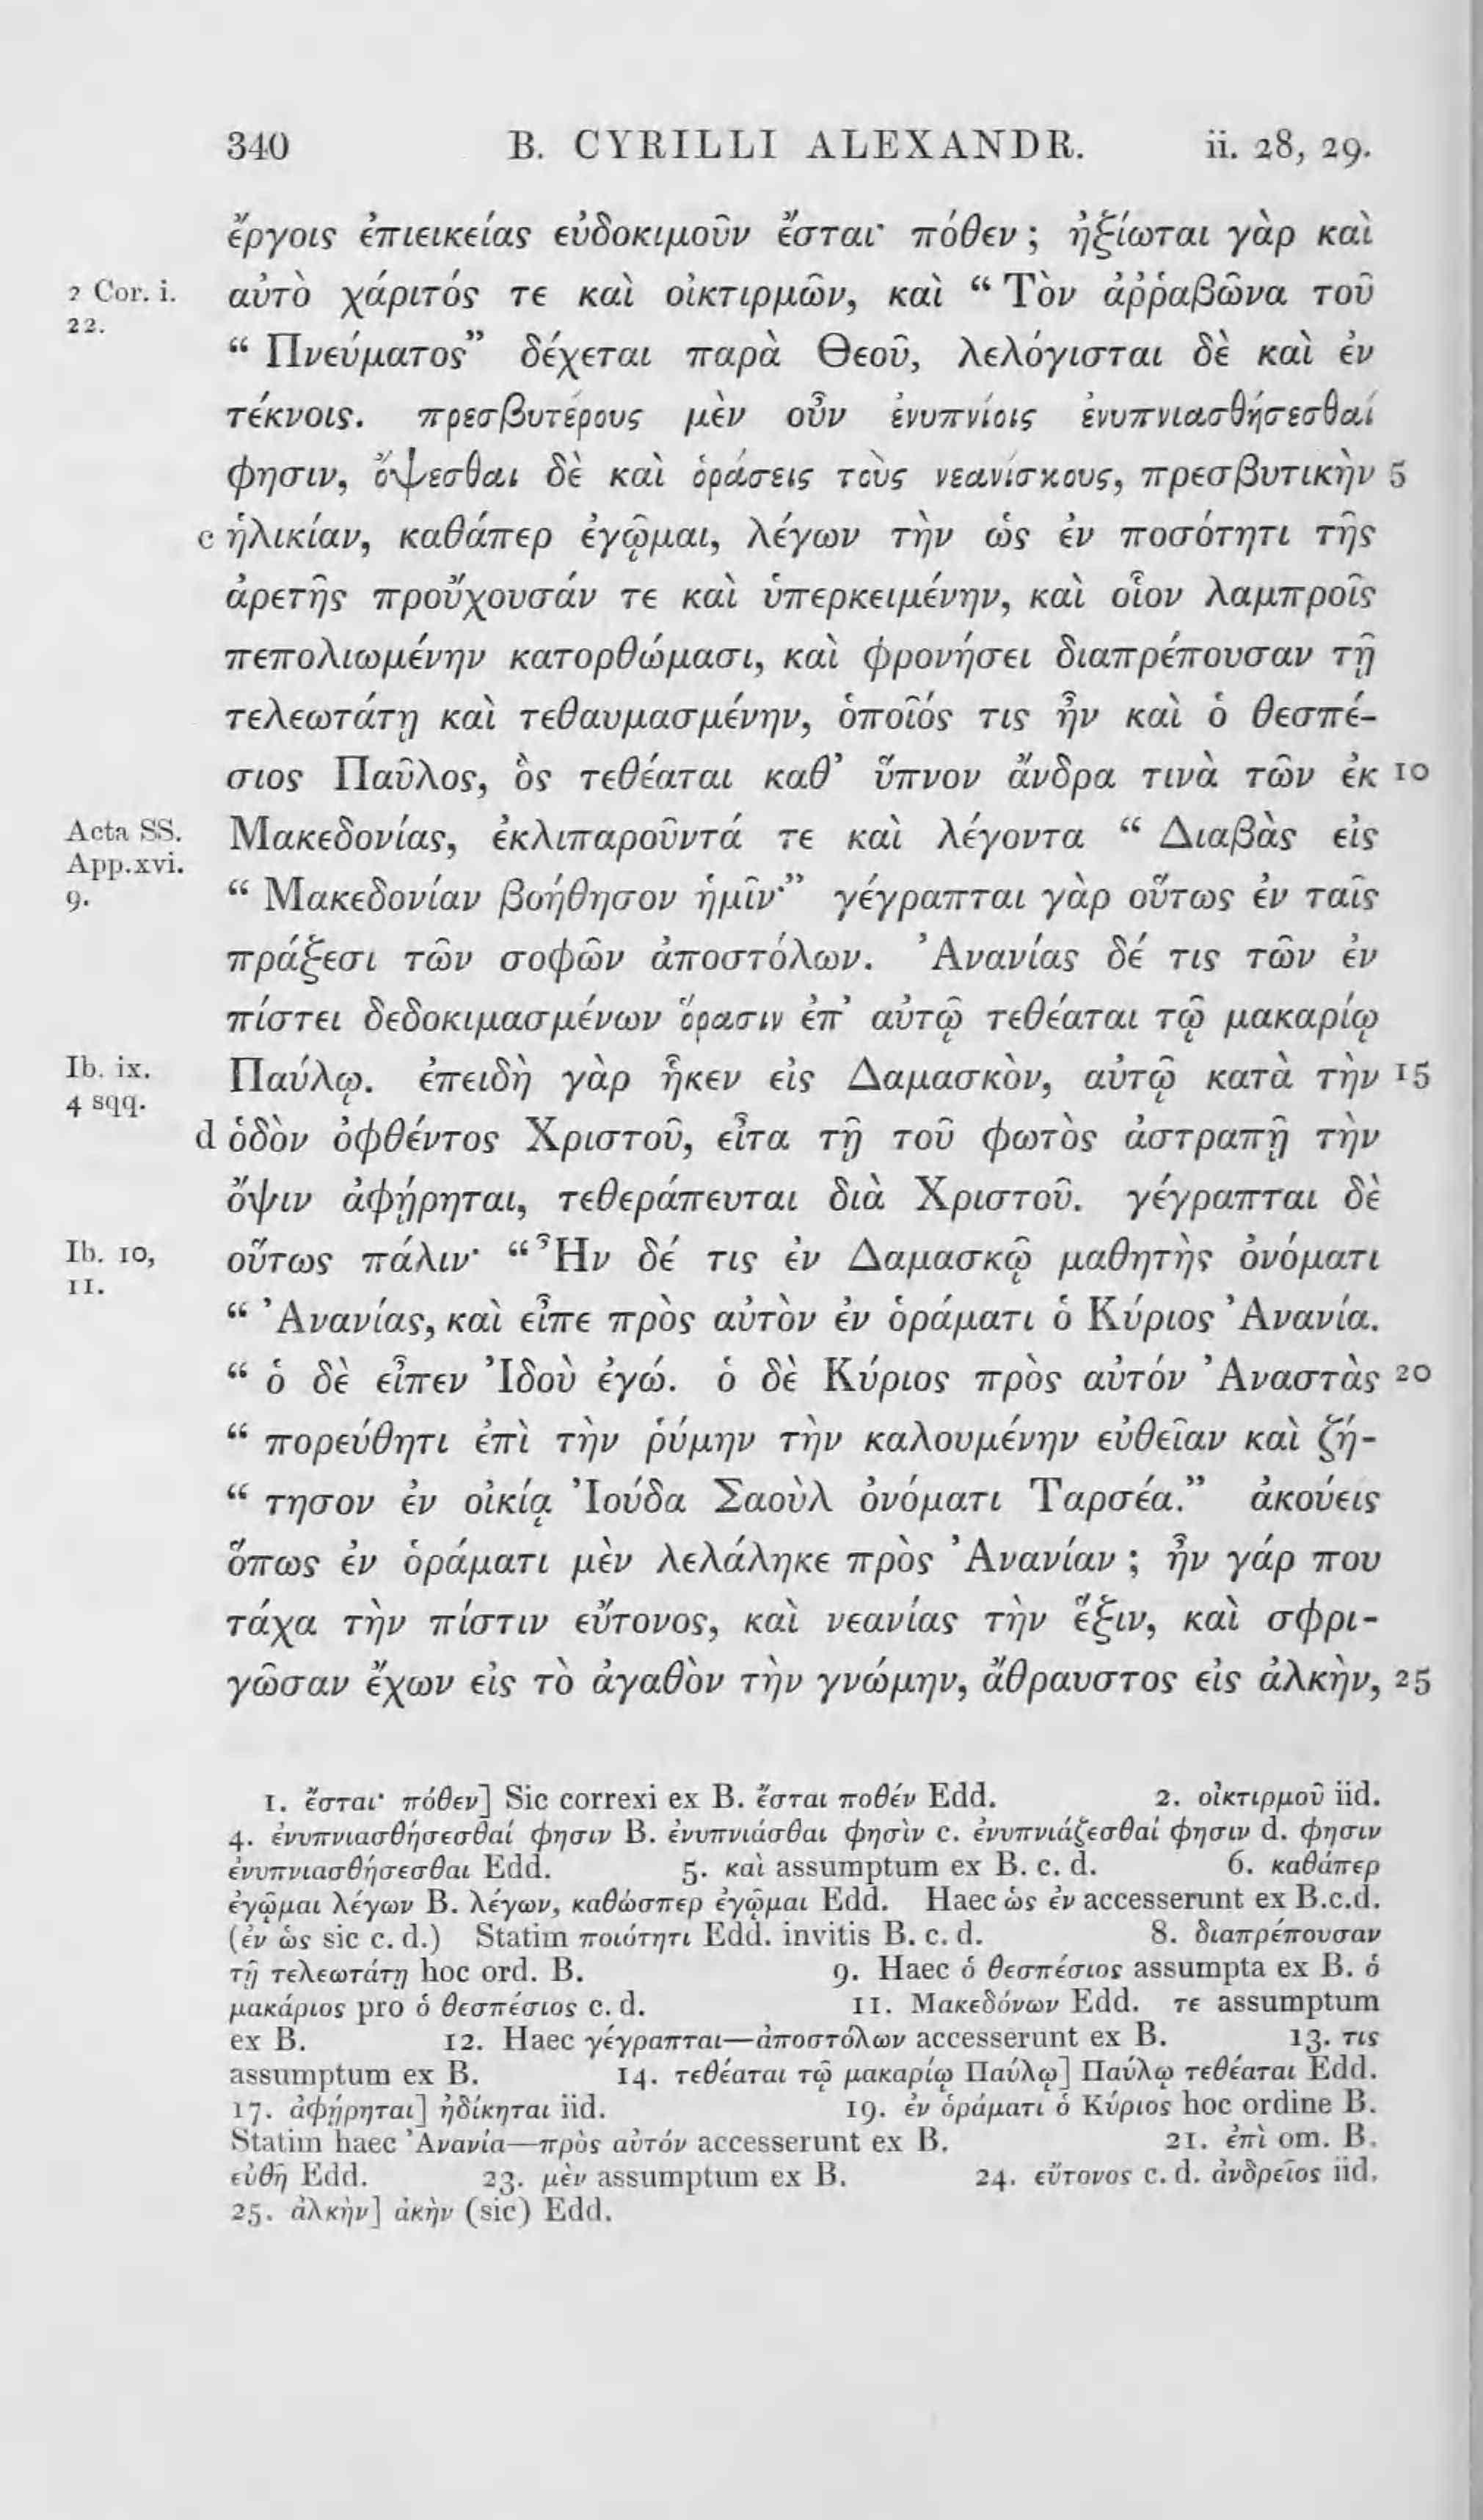 340 B. CYRILLI ALEXANDR. ii. 28, 29.
ἔργοις ἐπιεικείας εὐδοκιμοῦν ἔσται· πόθεν ; ἠξίωται γὰρ καὶ
2 Cor. i. αὐτὸ χάριτός τε καὶ οἰκτιρμῶν, καὶ “ Τὸν ἀῤῥαβῶνα τοῦ
22.
“ Πνεύματος” δέχεται παρὰ Θεοῦ, λελόγισται δὲ καὶ ἐν
τέκνοις. πρεσβυτέρους μὲν οὖν ἐνυπνίοις ἐνυπνιασθήσεσθαί
φησιν, ὄψεσθαι δὲ καὶ ὁράσεις τοὺς νεανίσκους, πρεσβυτικὴν 5
c ἡλικίαν, καθάπερ ἐγᾦμαι, λέγων τὴν ὡς ἐν ποσότητι τῆς
ἀρετῆς προὔχουσάν τε καὶ ὑπερκειμένην, καὶ οἷον λαμπροῖς
πεπολιωμένην κατορθώμασι, καὶ φρονήσει διαπρέπουσαν τῇ
τελεωτάτῃ καὶ τεθαυμασμένην, ὁποῖός τις ἦν καὶ ὁ θεσπέ-
σιος Παῦλος, ὃς τεθέαται καθ’ ὕπνον ἄνδρα τινὰ τῶν ἐκ 10
Acta SS. Μακεδονίας, ἐκλιπαροῦντά τε καὶ λέγοντα “ Διαβὰς εἰς
App. xvi.
9. “ Μακεδονίαν βοήθησον ἡμῖν·” γέγραπται γὰρ οὕτως ἐν ταῖς
πράξεσι τῶν σοφῶν ἀποστόλων. Ἀνανίας δέ τις τῶν ἐν
πίστει δεδοκιμασμένων ὅρασιν ἐπ’ αὐτῷ τεθέαται τῷ μακαρίῳ
Ib. ix. Παύλῳ. ἐπειδὴ γὰρ ἧκεν εἰς Δαμασκὸν, αὐτῷ κατὰ τὴν 15
4 sqq.
d ὁδὸν ὀφθέντος Χριστοῦ, εἶτα τῇ τοῦ φωτὸς ἀστραπῇ τὴν
ὄψιν ἀφῄρηται, τεθεράπευται διὰ Χριστοῦ. γέγραπται δὲ
Ib. 10, οὕτως πάλιν· “ Ἦν δέ τις ἐν Δαμασκῷ μαθητὴς ὀνόματι
11.
“ Ἀνανίας, καὶ εἶπε πρὸς αὐτὸν ἐν ὁράματι ὁ Κύριος Ἀνανία.
“ ὁ δὲ εἶπεν Ἰδοὺ ἐγώ. ὁ δὲ Κύριος πρὸς αὐτόν Ἀναστὰς 20
“ πορεύθητι ἐπὶ τὴν ῥύμην τὴν καλουμένην εὐθεῖαν καὶ ζή-
“ τησον ἐν οἰκίᾳ Ἰούδα Σαοὺλ ὀνόματι Ταρσέα.” ἀκούεις
ὅπως ἐν ὁράματι μὲν λελάληκε πρὸς Ἀνανίαν ; ἦν γάρ που
τάχα τὴν πίστιν εὔτονος, καὶ νεανίας τὴν ἕξιν, καὶ σφρι-
γῶσαν ἔχων εἰς τὸ ἀγαθὸν τὴν γνώμην, ἄθραυστος εἰς ἀλκὴν, 25
1. ἔσται· πόθεν] Sic correxi ex B. ἔσται ποθέν Edd. 2. οἰκτιρμοῦ iid.
4. ἐνυπνιασθήσεσθαί φησιν B. ἐνυπνιάσθαι φησὶν c. ἐνυπνιάζεσθαί φησιν d. φησιν
ἐνυπνιασθήσεσθαι Edd. 5. καὶ assumptum ex B. c. d. 6. καθάπερ
ἐγᾦμαι λέγων B. λέγων, καθώσπερ ἐγᾦμαι Edd. Haec ὡς ἐν accesserunt ex B.c.d.
(ἐν ὡς sic c. d.) Statim ποιότητι Edd. invitis B. c. d. 8. διαπρέπουσαν
τῇ τελεωτάτῃ hoc ord. B. 9. Haec ὁ θεσπέσιος assumpta ex B. ὁ
μακάριος pro ὁ θεσπέσιος c. d. 11. Μακεδόνων Edd. τε assumptum
ex B. 12. Haec γέγραπται—ἀποστόλων accesserunt ex B. 13. τις
assumptum ex B. 14. τεθέαται τῷ μακαρίῳ Παύλῳ] Παύλῳ τεθέαται Edd.
17. ἀφῄρηται] ἠδίκηται iid. 19. ἐν ὁράματι ὁ Κύριος hoc ordine B.
Statim haec Ἀνανία—πρὸς αὐτόν accesserunt ex B. 21. ἐπὶ om. B.
εὐθῆ Edd. 23. μὲν assumptum ex B. 24. εὔτονος c. d. ἀνδρεῖος iid.
25. ἀλκὴν] ἀκὴν (sic) Edd.